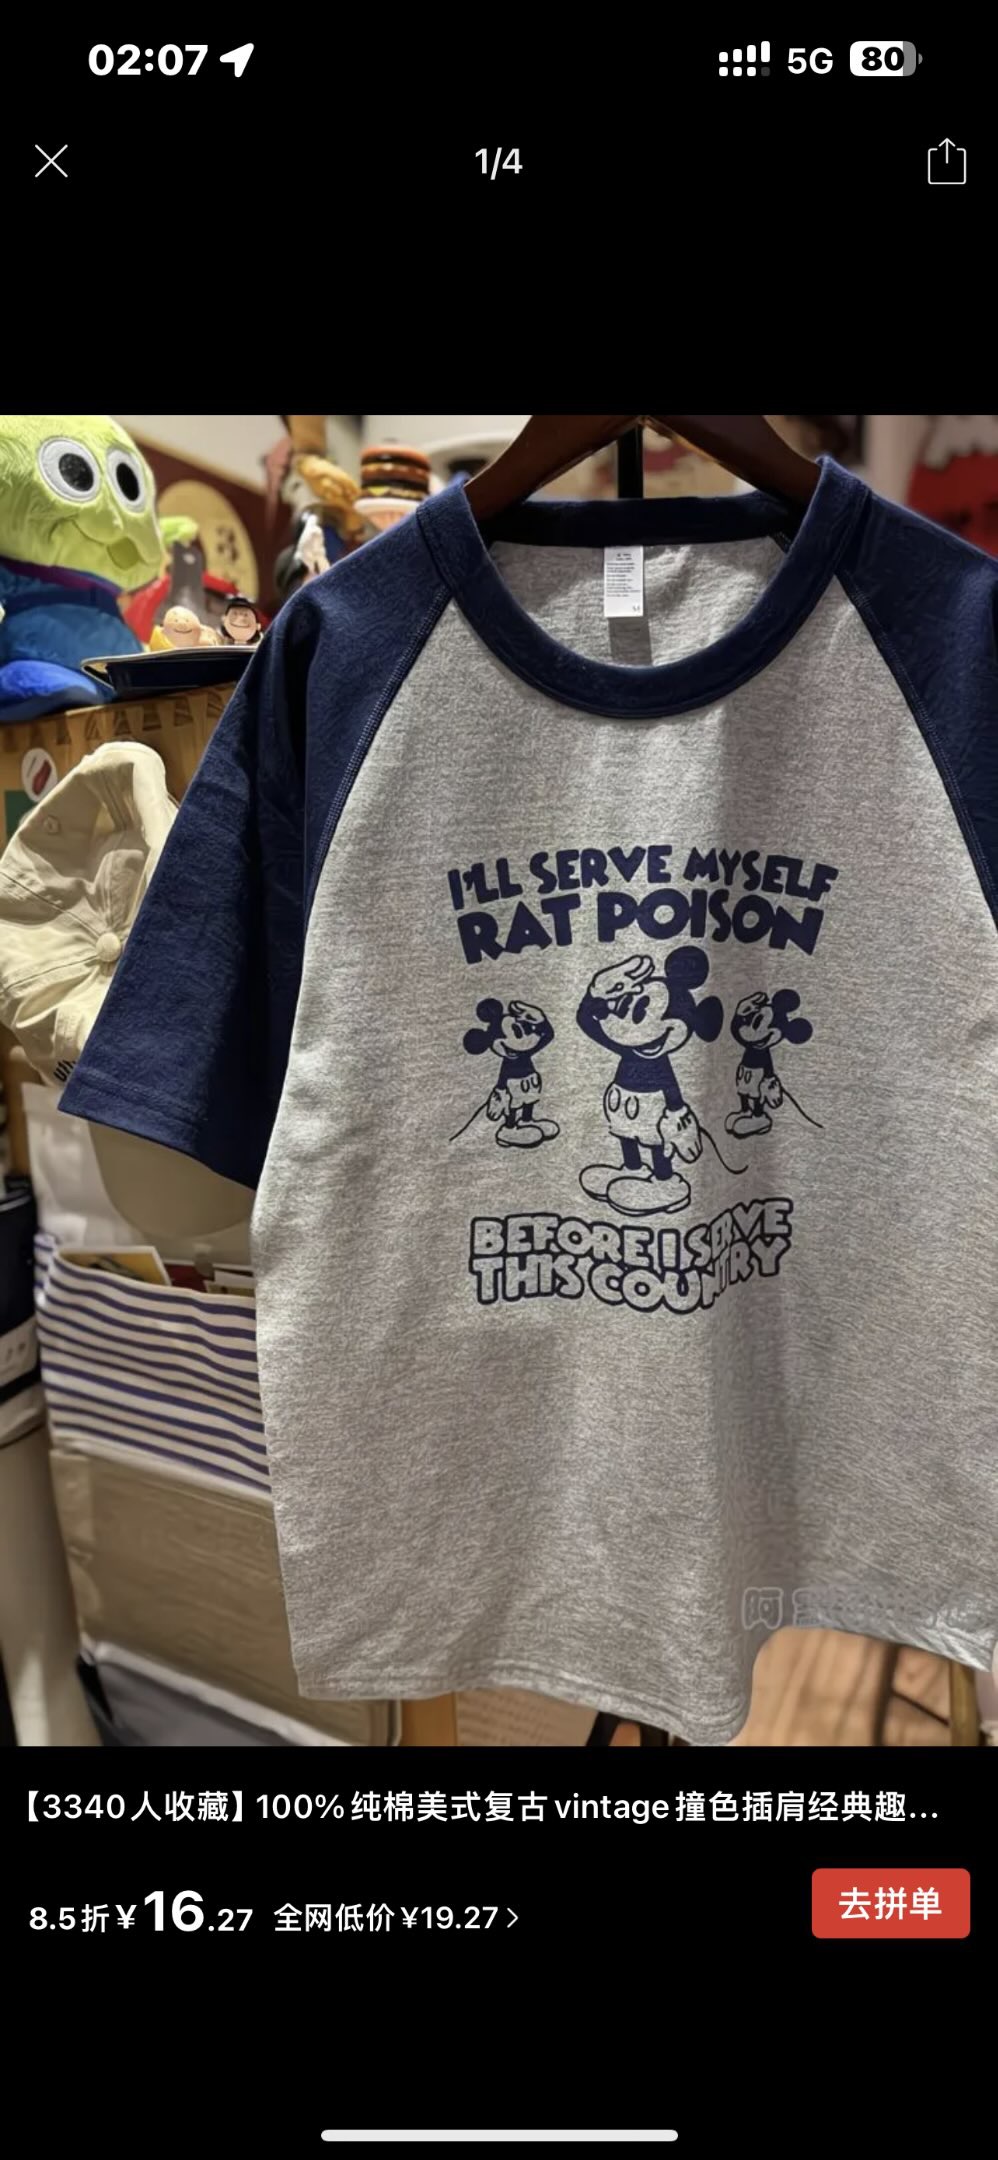 02:07
5G
80
1/4
I'LL SERVE MYSELF
RAT POISON
BEFORE I SERVE
THIS COUNTRY
【3340人收藏】100%纯棉美式复古vintage撞色插肩经典趣...
8.5折¥16.27 全网低价¥19.27
去拼单